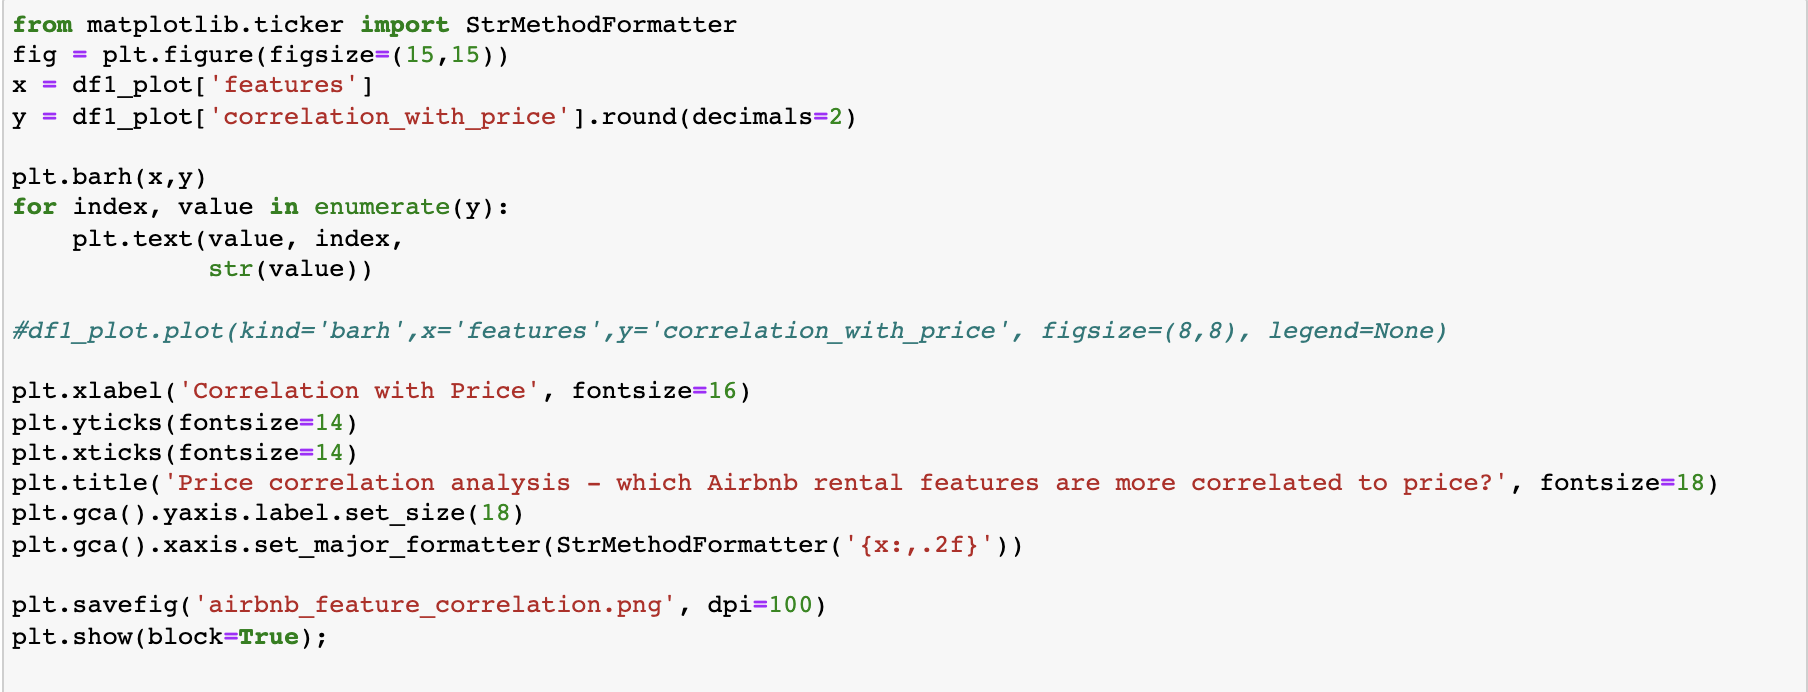 from matplotlib.ticker import StrMethodFormatter
fig = plt.figure(figsize=(15,15))
x = df1_plot['features']
y = df1_plot['correlation_with_price'].round(decimals=2)

plt.barh(x,y)
for index, value in enumerate(y):
    plt.text(value, index,
             str(value))

#df1_plot.plot(kind='barh',x='features',y='correlation_with_price', figsize=(8,8), legend=None)

plt.xlabel('Correlation with Price', fontsize=16)
plt.yticks(fontsize=14)
plt.xticks(fontsize=14)
plt.title('Price correlation analysis - which Airbnb rental features are more correlated to price?', fontsize=18)
plt.gca().yaxis.label.set_size(18)
plt.gca().xaxis.set_major_formatter(StrMethodFormatter('{x:,.2f}'))

plt.savefig('airbnb_feature_correlation.png', dpi=100)
plt.show(block=True);